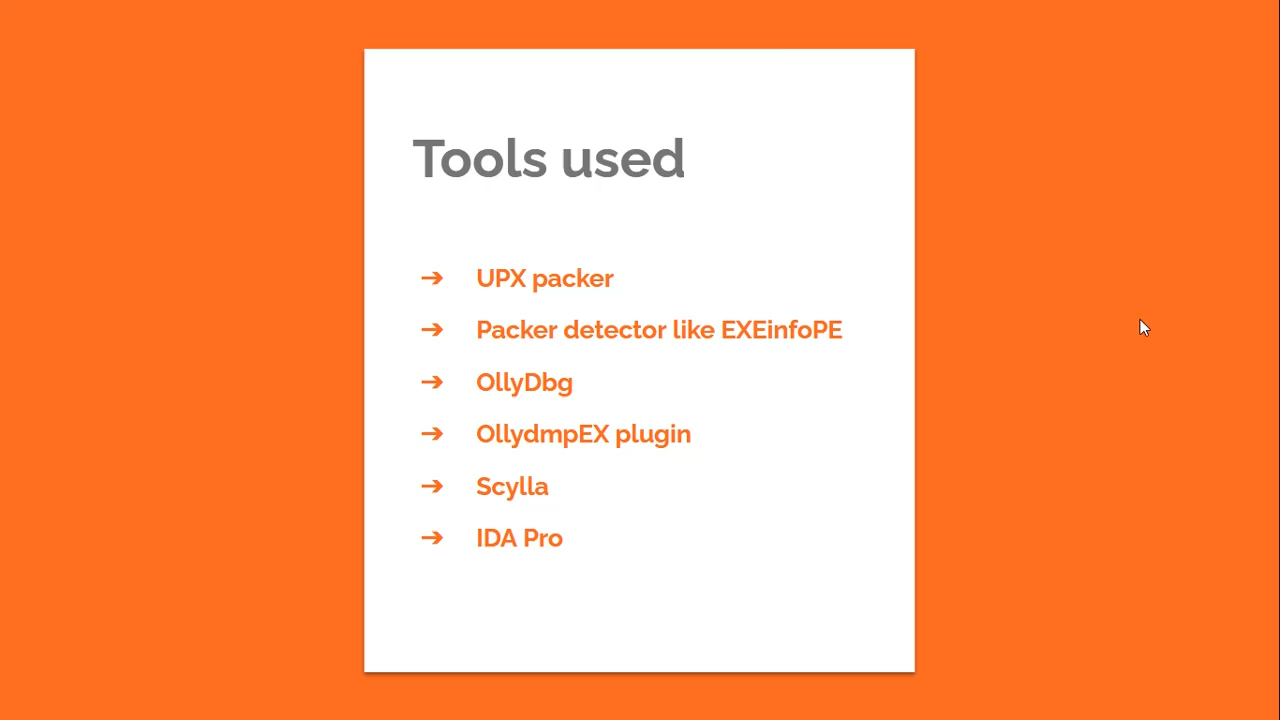 Tools used
➔ UPX packer
➔ Packer detector like EXEinfoPE
➔ OllyDbg
➔ OllydmpEX plugin
➔ Scylla
➔ IDA Pro